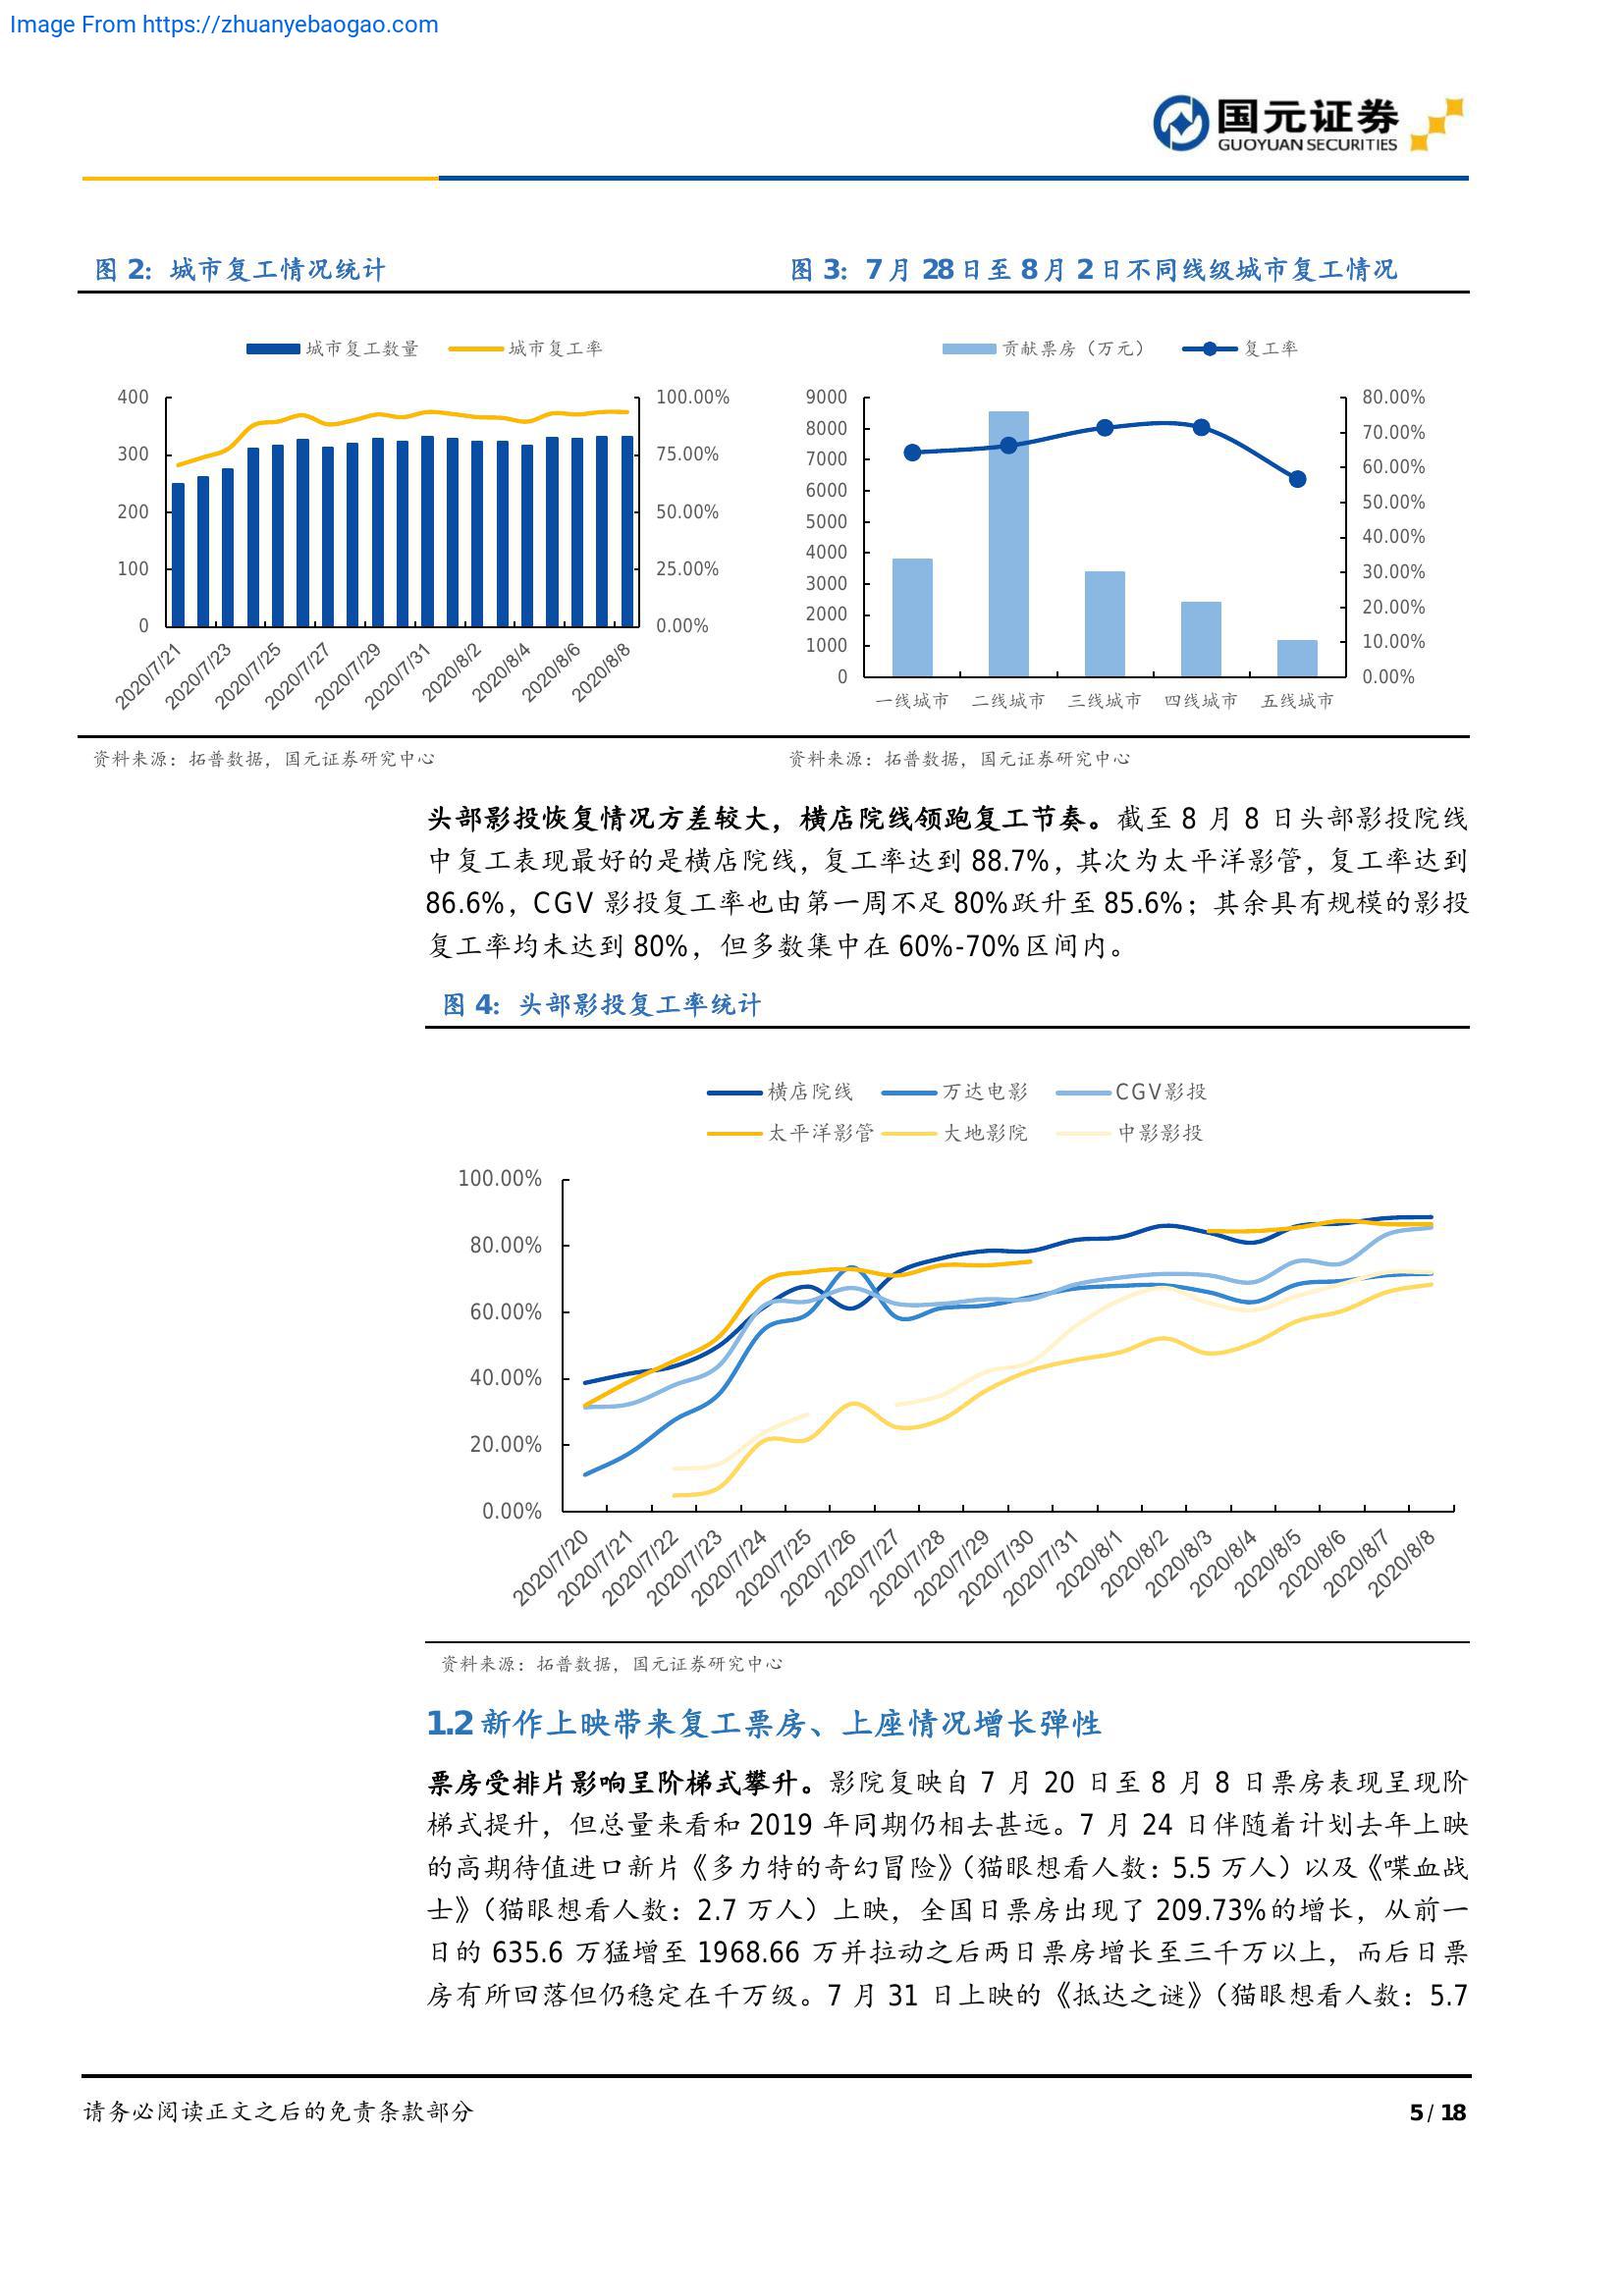 Image From https://zhuanyebaogao.com
国元证券
GUOYUAN SECURITIES
图 2：城市复工情况统计
城市复工数量
城市复工率
400
300
200
100
0
100.00%
75.00%
50.00%
25.00%
0.00%
2020/7/21
2020/7/23
2020/7/25
2020/7/27
2020/7/29
2020/7/31
2020/8/2
2020/8/4
2020/8/6
2020/8/8
资料来源：拓普数据，国元证券研究中心
图 3：7 月 28 日至 8 月 2 日不同线级城市复工情况
贡献票房（万元）
复工率
9000
8000
7000
6000
5000
4000
3000
2000
1000
0
80.00%
70.00%
60.00%
50.00%
40.00%
30.00%
20.00%
10.00%
0.00%
一线城市
二线城市
三线城市
四线城市
五线城市
资料来源：拓普数据，国元证券研究中心
头部影投恢复情况方差较大，横店院线领跑复工节奏。截至 8 月 8 日头部影投院线
中复工表现最好的是横店院线，复工率达到 88.7%，其次为太平洋影管，复工率达到
86.6%，CGV 影投复工率也由第一周不足 80%跃升至 85.6%；其余具有规模的影投
复工率均未达到 80%，但多数集中在 60%-70%区间内。
图 4：头部影投复工率统计
横店院线
万达电影
CGV影投
太平洋影管
大地影院
中影影投
100.00%
80.00%
60.00%
40.00%
20.00%
0.00%
2020/7/20
2020/7/21
2020/7/22
2020/7/23
2020/7/24
2020/7/25
2020/7/26
2020/7/27
2020/7/28
2020/7/29
2020/7/30
2020/7/31
2020/8/1
2020/8/2
2020/8/3
2020/8/4
2020/8/5
2020/8/6
2020/8/7
2020/8/8
资料来源：拓普数据，国元证券研究中心
1.2 新作上映带来复工票房、上座情况增长弹性
票房受排片影响呈阶梯式攀升。影院复映自 7 月 20 日至 8 月 8 日票房表现呈现阶
梯式提升，但总量来看和 2019 年同期仍相去甚远。7 月 24 日伴随着计划去年上映
的高期待值进口新片《多力特的奇幻冒险》（猫眼想看人数：5.5 万人）以及《喋血战
士》（猫眼想看人数：2.7 万人）上映，全国日票房出现了 209.73%的增长，从前一
日的 635.6 万猛增至 1968.66 万并拉动之后两日票房增长至三千万以上，而后日票
房有所回落但仍稳定在千万级。7 月 31 日上映的《抵达之谜》（猫眼想看人数：5.7
请务必阅读正文之后的免责条款部分
5 / 18